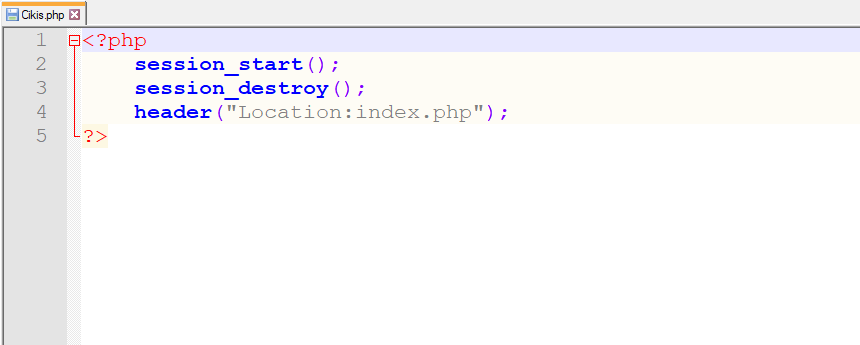 Cikis.php
1 <?php
2 session_start();
3 session_destroy();
4 header("Location:index.php");
5 ?>